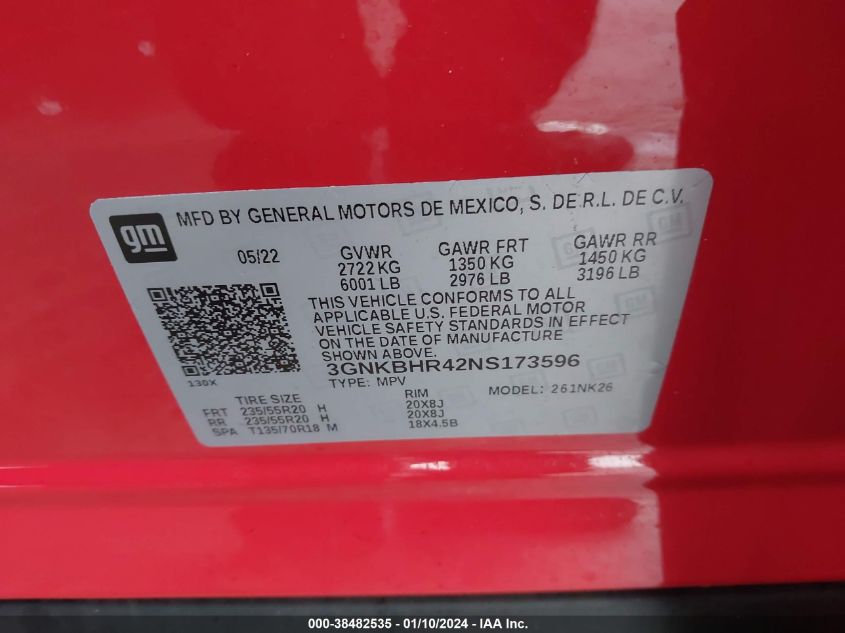 gm
MFD BY GENERAL MOTORS DE MEXICO, S. DE R.L. DE C.V.
05/22 GVWR GAWR FRT GAWR RR
2722 KG 1350 KG 1450 KG
6001 LB 2976 LB 3196 LB
THIS VEHICLE CONFORMS TO ALL
APPLICABLE U.S. FEDERAL MOTOR
VEHICLE SAFETY STANDARDS IN EFFECT
ON THE DATE OF MANUFACTURE
SHOWN ABOVE.
3GNKBHR42NS173596
130X TYPE: MPV MODEL: 261NK26
TIRE SIZE RIM
FRT 235/55R20 H 20X8J
RR 235/55R20 H 20X8J
SPA T135/70R18 M 18X4.5B
000-38482535 - 01/10/2024 - IAA Inc.